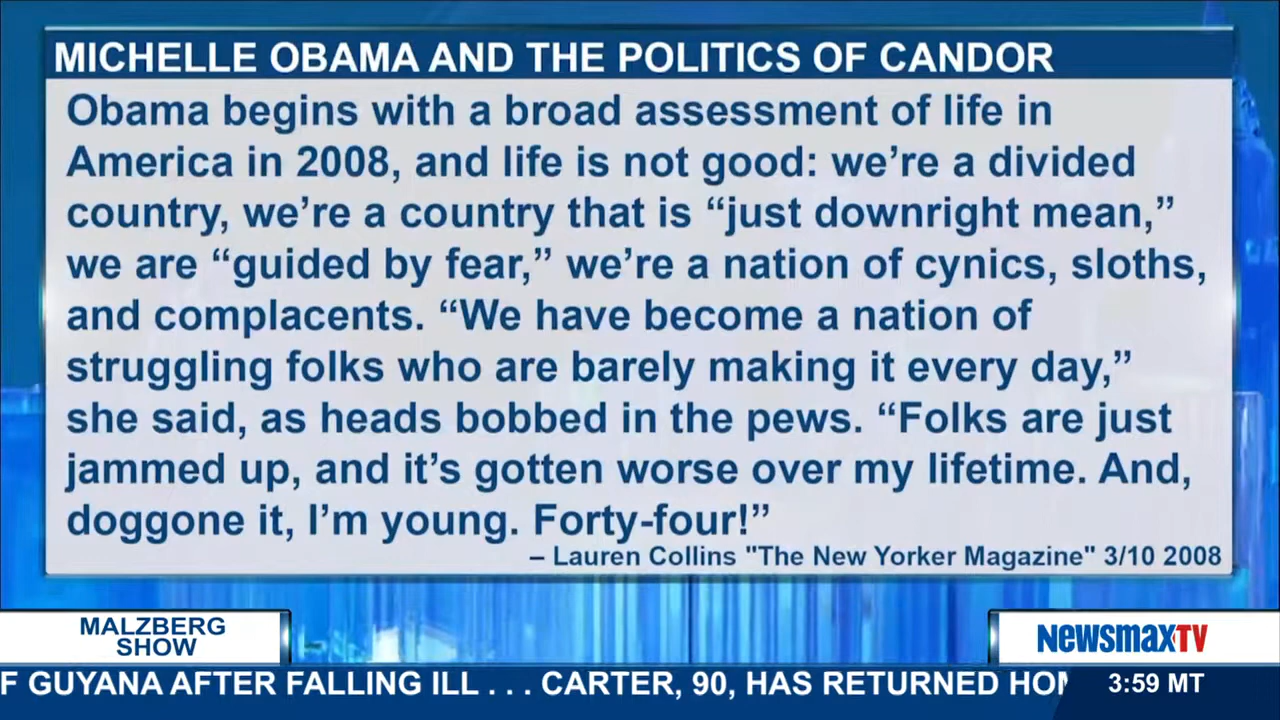 MICHELLE OBAMA AND THE POLITICS OF CANDOR
Obama begins with a broad assessment of life in
America in 2008, and life is not good: we’re a divided
country, we’re a country that is “just downright mean,”
we are “guided by fear,” we’re a nation of cynics, sloths,
and complacents. “We have become a nation of
struggling folks who are barely making it every day,”
she said, as heads bobbed in the pews. “Folks are just
jammed up, and it’s gotten worse over my lifetime. And,
doggone it, I’m young. Forty-four!”
– Lauren Collins "The New Yorker Magazine" 3/10 2008
MALZBERG
SHOW
NEWSMAXTV
F GUYANA AFTER FALLING ILL . . . CARTER, 90, HAS RETURNED HOM
3:59 MT